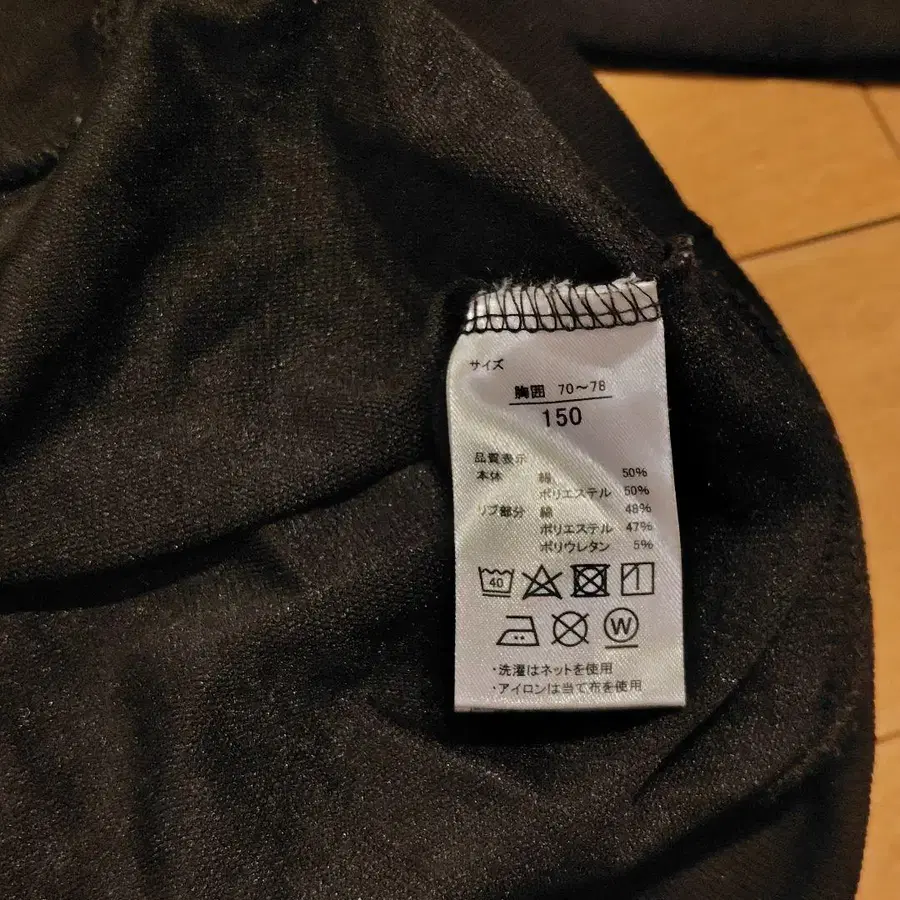 サイズ
胸囲 70～78
150
品質表示
本体 綿 50%
ポリエステル 50%
リブ部分 綿 48%
ポリエステル 47%
ポリウレタン 5%
40
W
・洗濯はネットを使用
・アイロンは当て布を使用